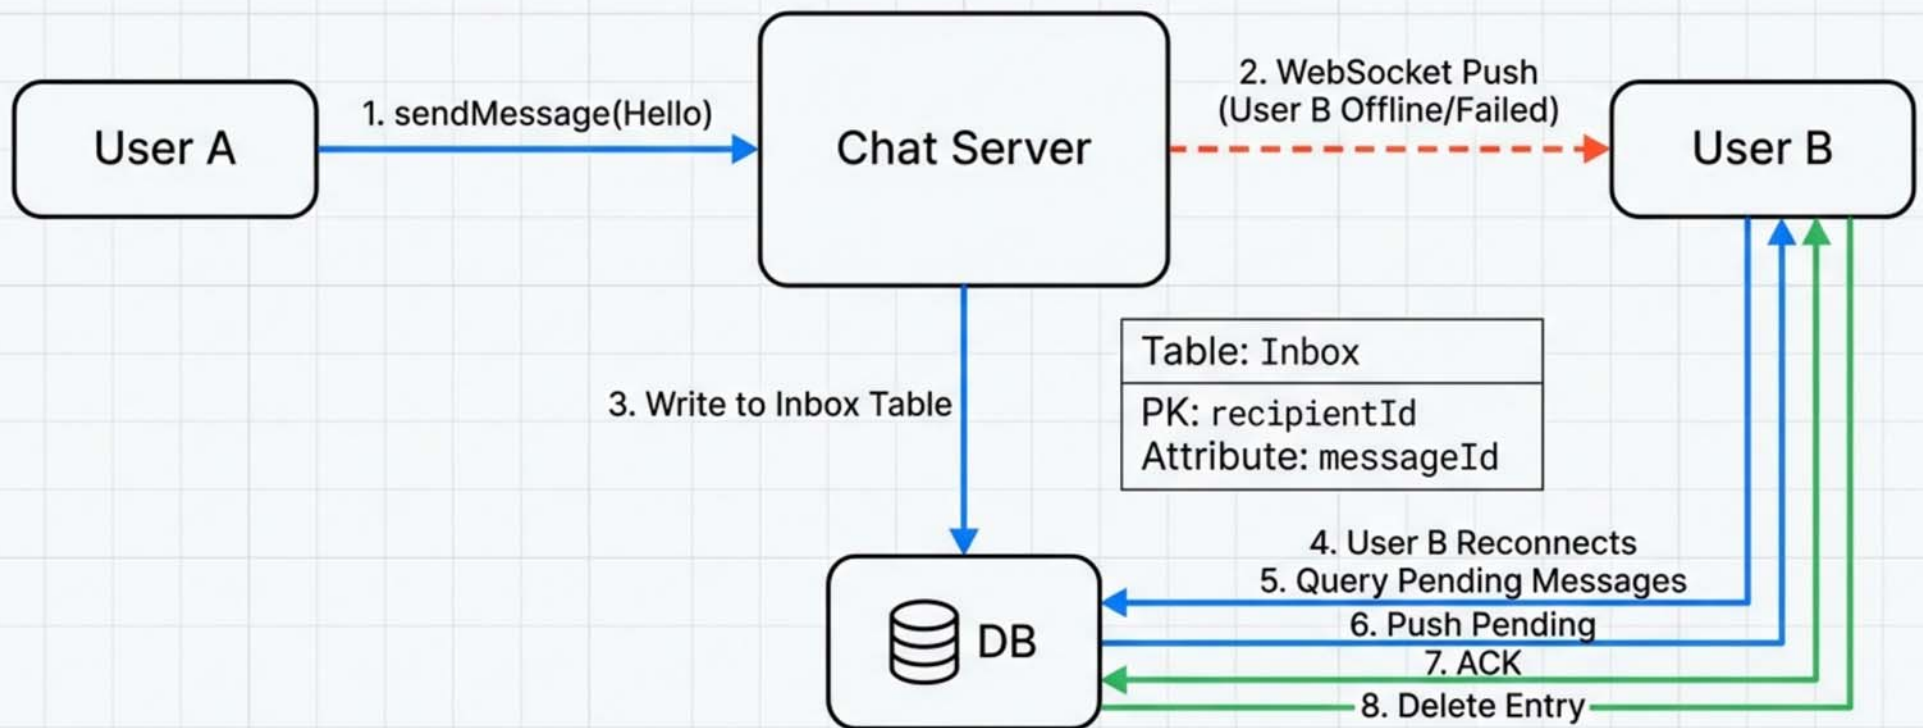 User A
1. sendMessage(Hello)
Chat Server
2. WebSocket Push
(User B Offline/Failed)
User B
3. Write to Inbox Table
Table: Inbox
PK: recipientId
Attribute: messageId
DB
4. User B Reconnects
5. Query Pending Messages
6. Push Pending
7. ACK
8. Delete Entry